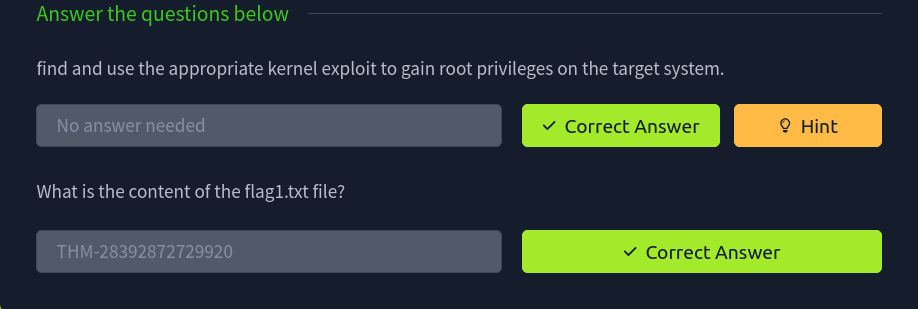 Answer the questions below
find and use the appropriate kernel exploit to gain root privileges on the target system.
No answer needed
Correct Answer
Hint
What is the content of the flag1.txt file?
THM-28392872729920
Correct Answer